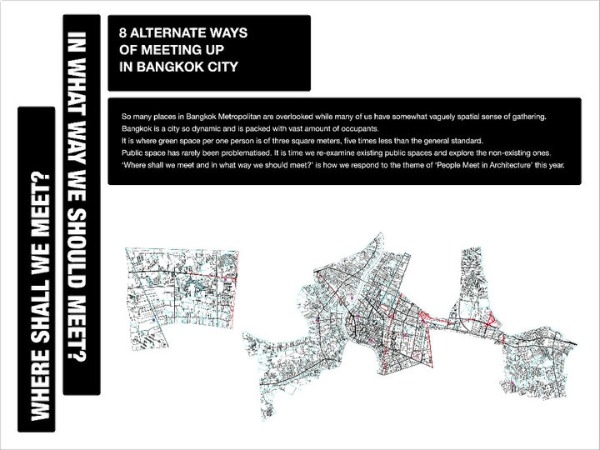 WHERE SHALL WE MEET?
IN WHAT WAY WE SHOULD MEET?
8 ALTERNATE WAYS
OF MEETING UP
IN BANGKOK CITY
So many places in Bangkok Metropolitan are overlooked while many of us have somewhat vaguely spatial sense of gathering.
Bangkok is a city so dynamic and is packed with vast amount of occupants.
It is where green space per one person is of three square meters, five times less than the general standard.
Public space has rarely been problematised. It is time we re-examine existing public spaces and explore the non-existing ones.
'Where shall we meet and in what way we should meet?' is how we respond to the theme of 'People Meet in Architecture' this year.